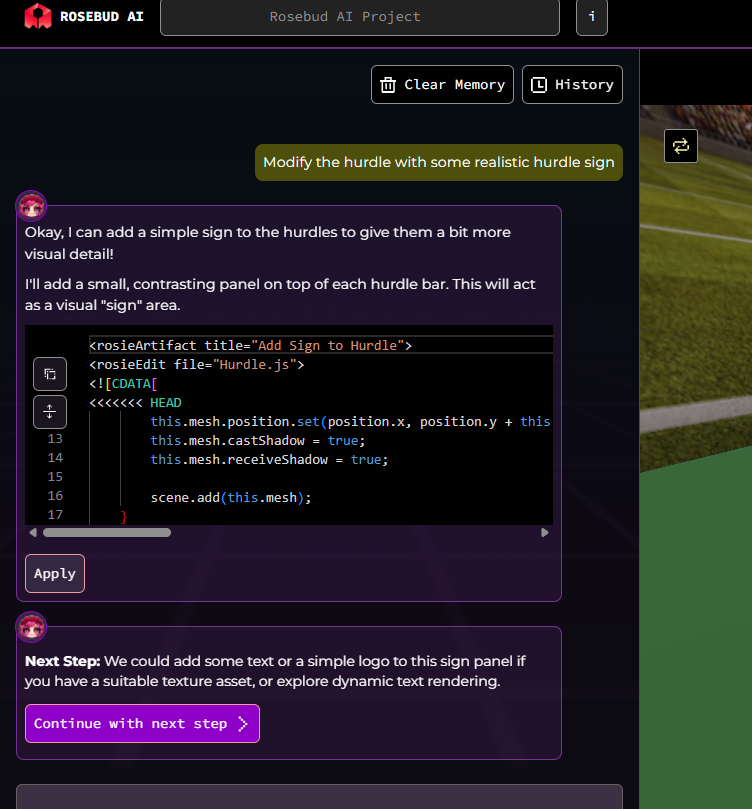 ROSEBUD AI
Rosebud AI Project
i
Clear Memory
History
Modify the hurdle with some realistic hurdle sign
Okay, I can add a simple sign to the hurdles to give them a bit more
visual detail!
I'll add a small, contrasting panel on top of each hurdle bar. This will act
as a visual "sign" area.
<rosieArtifact title="Add Sign to Hurdle">
<rosieEdit file="Hurdle.js">
<![CDATA[
<<<<<<< HEAD
this.mesh.position.set(position.x, position.y + this
13 this.mesh.castShadow = true;
14 this.mesh.receiveShadow = true;
15
16 scene.add(this.mesh);
17 }
Apply
Next Step: We could add some text or a simple logo to this sign panel if
you have a suitable texture asset, or explore dynamic text rendering.
Continue with next step